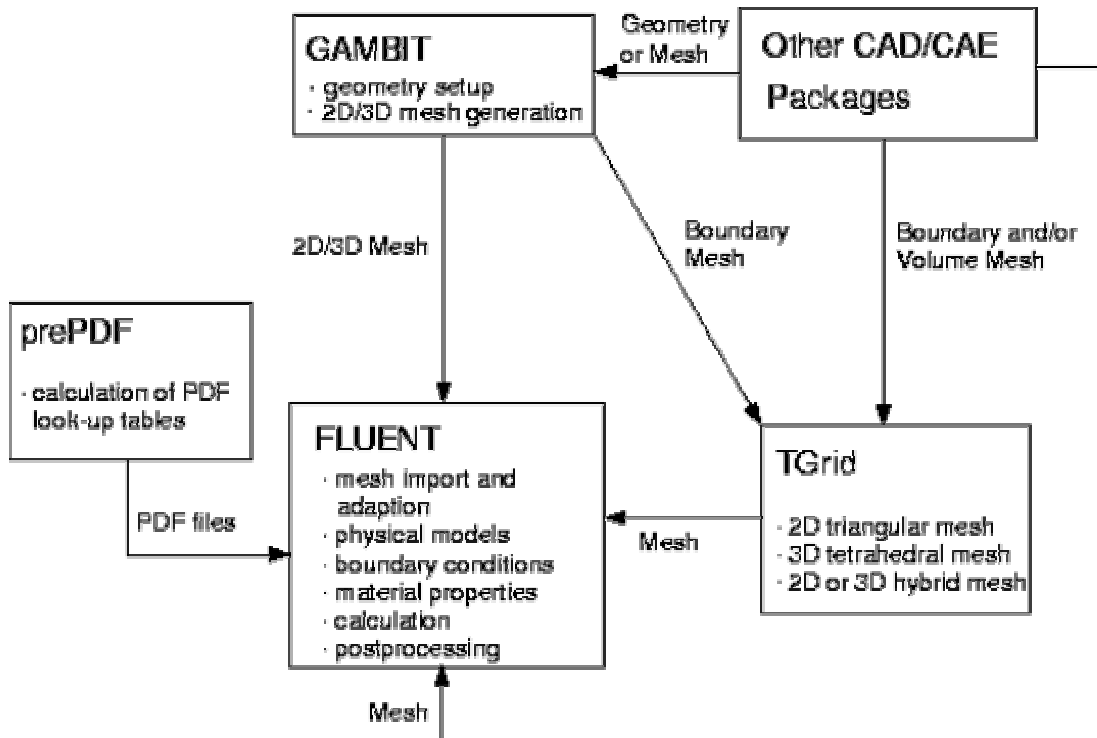 GAMBIT
· geometry setup
· 2D/3D mesh generation
Geometry
or Mesh
Other CAD/CAE
Packages
2D/3D Mesh
Boundary
Mesh
Boundary and/or
Volume Mesh
prePDF
· calculation of PDF
look-up tables
PDF files
FLUENT
· mesh import and
adaption
· physical models
· boundary conditions
· material properties
· calculation
· postprocessing
Mesh
TGrid
· 2D triangular mesh
· 3D tetrahedral mesh
· 2D or 3D hybrid mesh
Mesh